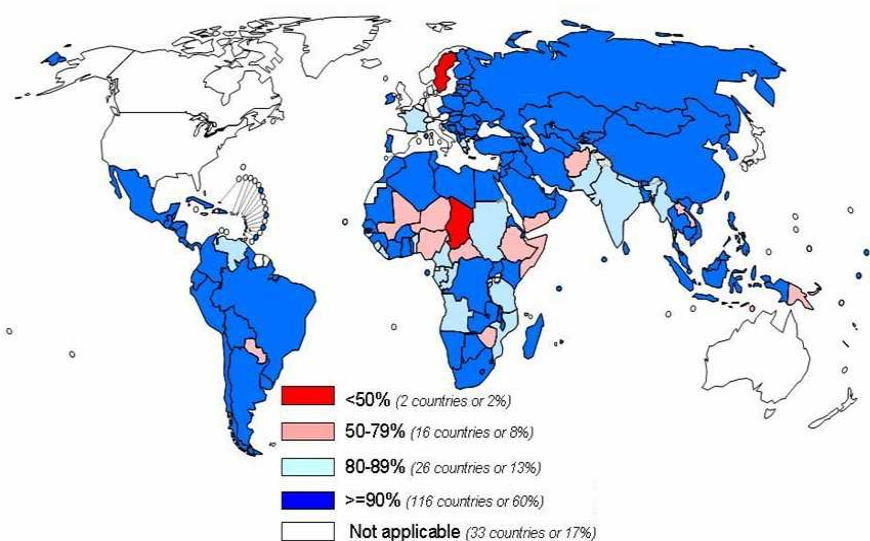 <50% (2 countries or 2%)
50-79% (16 countries or 8%)
80-89% (26 countries or 13%)
>=90% (116 countries or 60%)
Not applicable (33 countries or 17%)